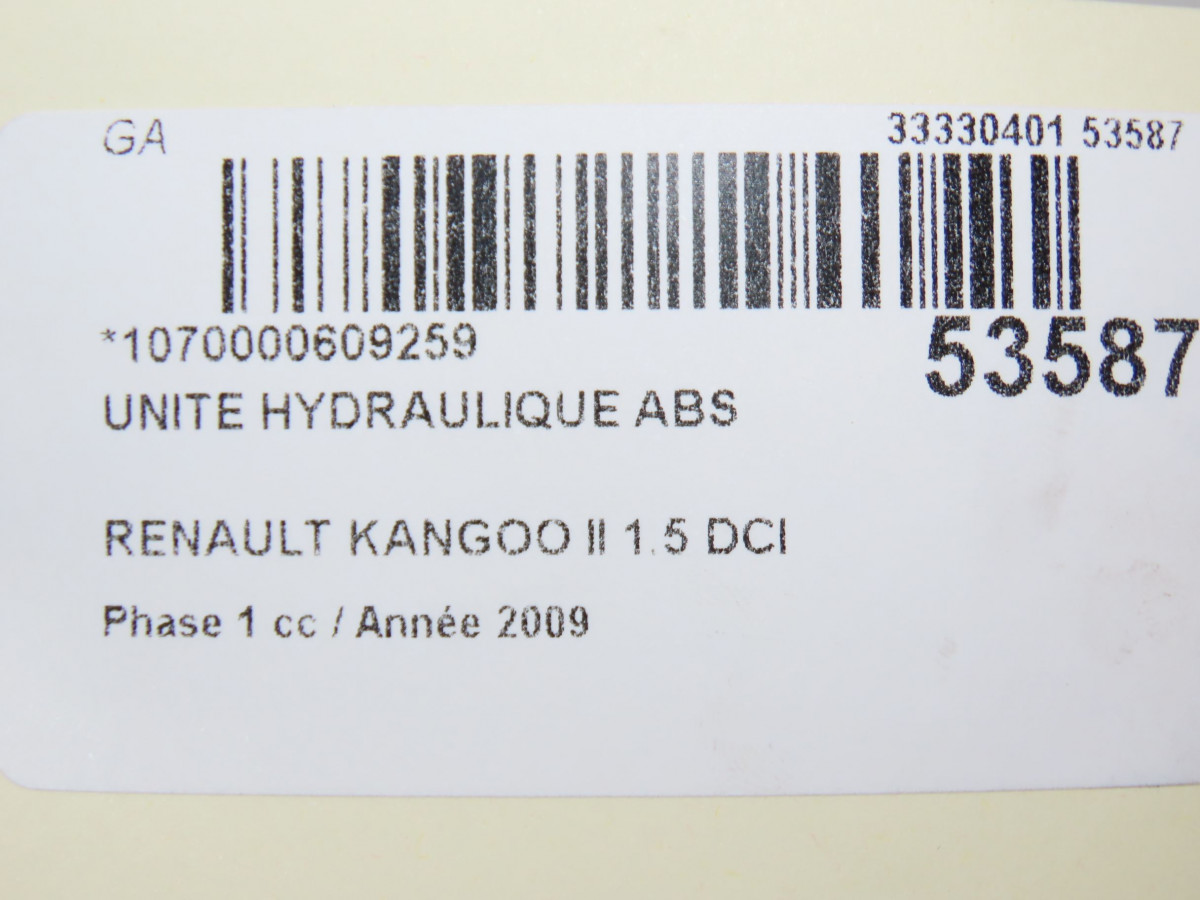 GA
33330401 53587
*1070000609259
53587
UNITE HYDRAULIQUE ABS
RENAULT KANGOO II 1.5 DCI
Phase 1 cc / Année 2009